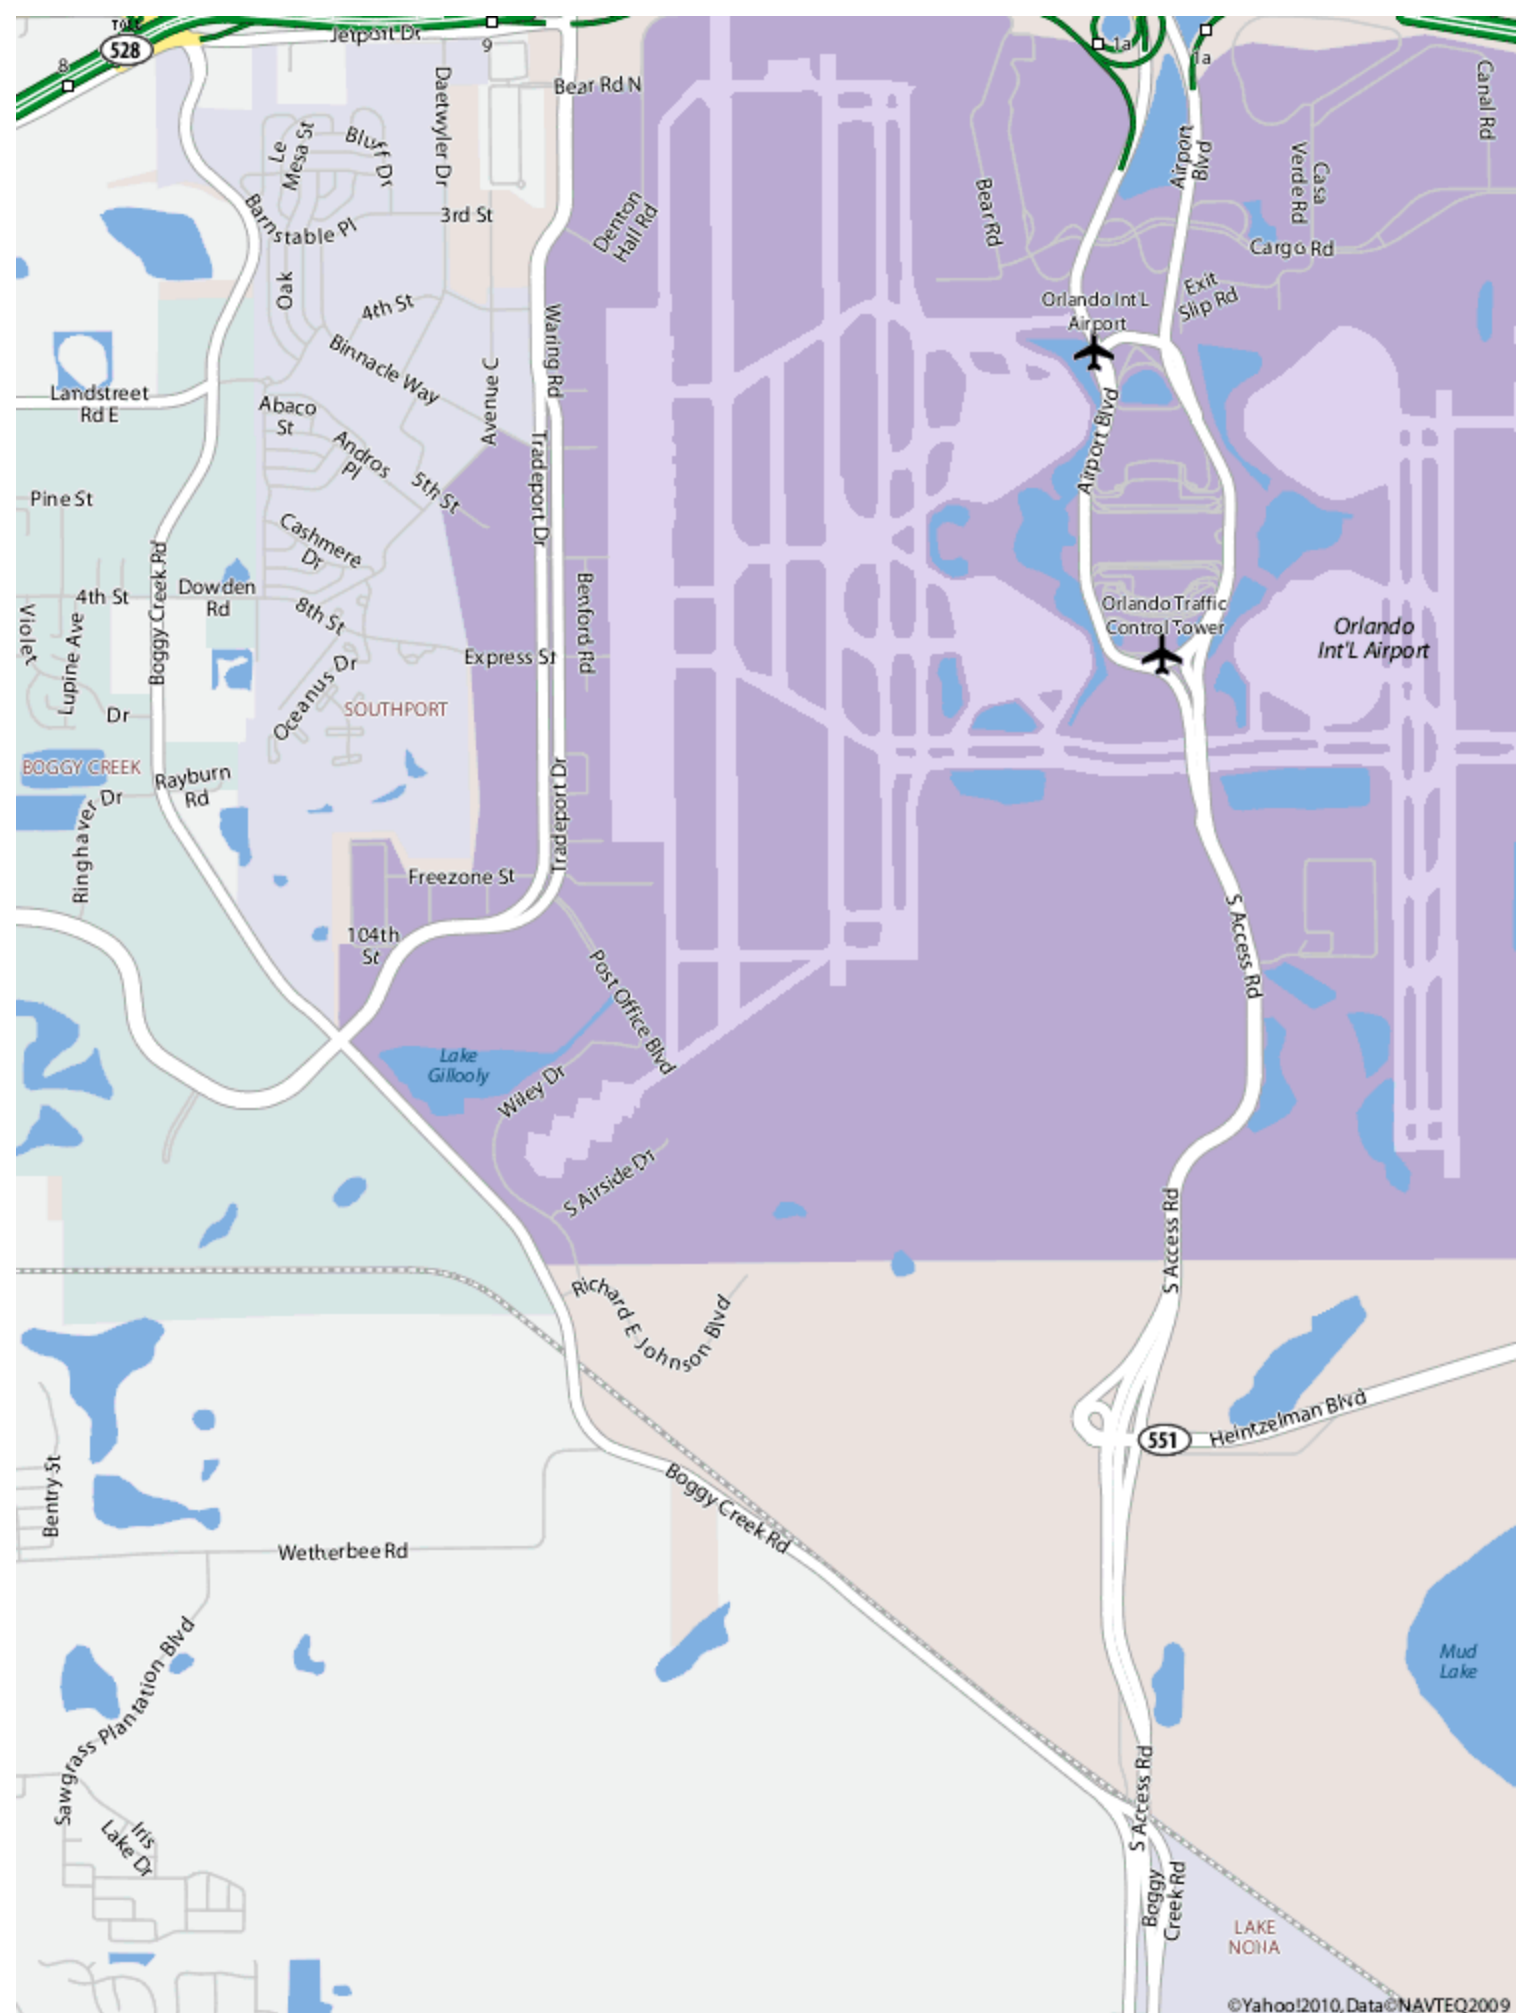 TOLL
528
8
Jetport Dr
9
1a
1a
Canal Rd
Bear Rd N
Daetwyler Dr
Le
Mesa St
Bluff Dr
Airport
Blvd
Casa
Verde Rd
Bear Rd
Denton
Hall Rd
3rd St
Barnstable Pl
Cargo Rd
Oak
4th St
Exit
Slip Rd
Orlando Int'L
Airport
Waring Rd
Binnacle Way
Avenue C
Landstreet
Rd E
Abaco
St
Andros
Pl
Airport Blvd
Tradeport Dr
5th St
Pine St
Cashmere
Dr
Boggy Creek Rd
Dowden
Rd
4th St
8th St
Benford Rd
Orlando Traffic
Control Tower
Orlando
Int'L Airport
Violet
Lupine Ave
Express St
Oceanus Dr
Dr
SOUTHPORT
BOGGY CREEK
Rayburn
Rd
Ringhaver Dr
Tradeport Dr
Freezone St
S Access Rd
104th
St
Post Office Blvd
Lake
Gillooly
Wiley Dr
S Airside Dr
S Access Rd
Richard E Johnson Blvd
551
Heintzelman Blvd
Bentry St
Boggy Creek Rd
Wetherbee Rd
Mud
Lake
Sawgrass Plantation Blvd
S Access Rd
Iris
Lake Dr
Boggy
Creek Rd
LAKE
NONA
©Yahoo!2010, Data©NAVTEQ2009